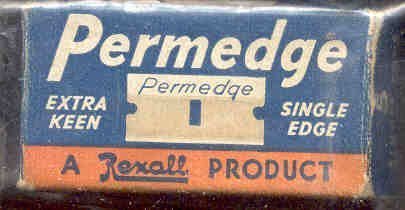 Permedge
Permedge
EXTRA
KEEN
SINGLE
EDGE
A Rexall PRODUCT